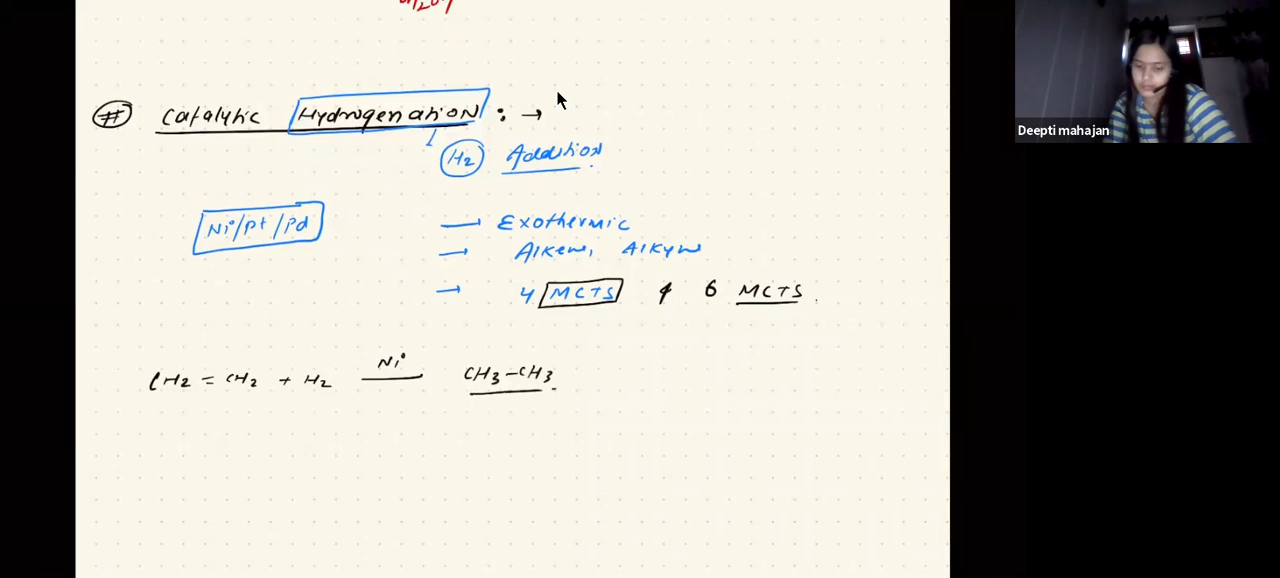 # Catalytic Hydrogenation : →
H2 Addition
Ni/Pt/Pd → Exothermic
→ Alkene, Alkyne
→ 4 MCTS & 6 MCTS.
CH2 = CH2 + H2 Ni CH3-CH3.
Deepti mahajan